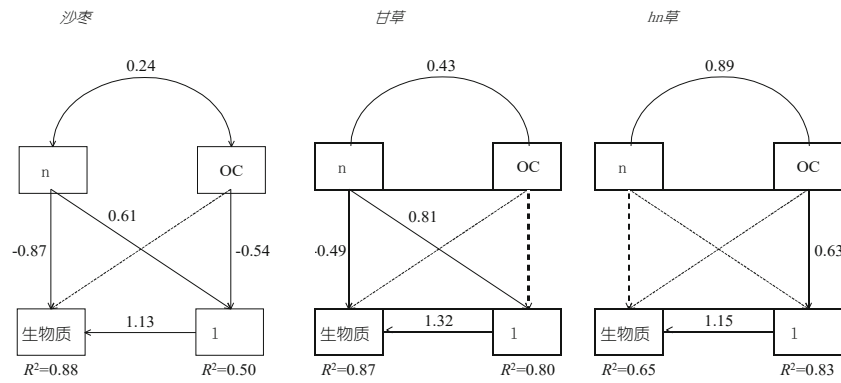 沙枣 甘草 hn草
0.24 0.43 0.89
n OC n OC n OC
0.61 0.81
-0.87 -0.54 -0.49 0.63
生物质 1.13 1 生物质 1.32 1 生物质 1.15 1
R²=0.88 R²=0.50 R²=0.87 R²=0.80 R²=0.65 R²=0.83